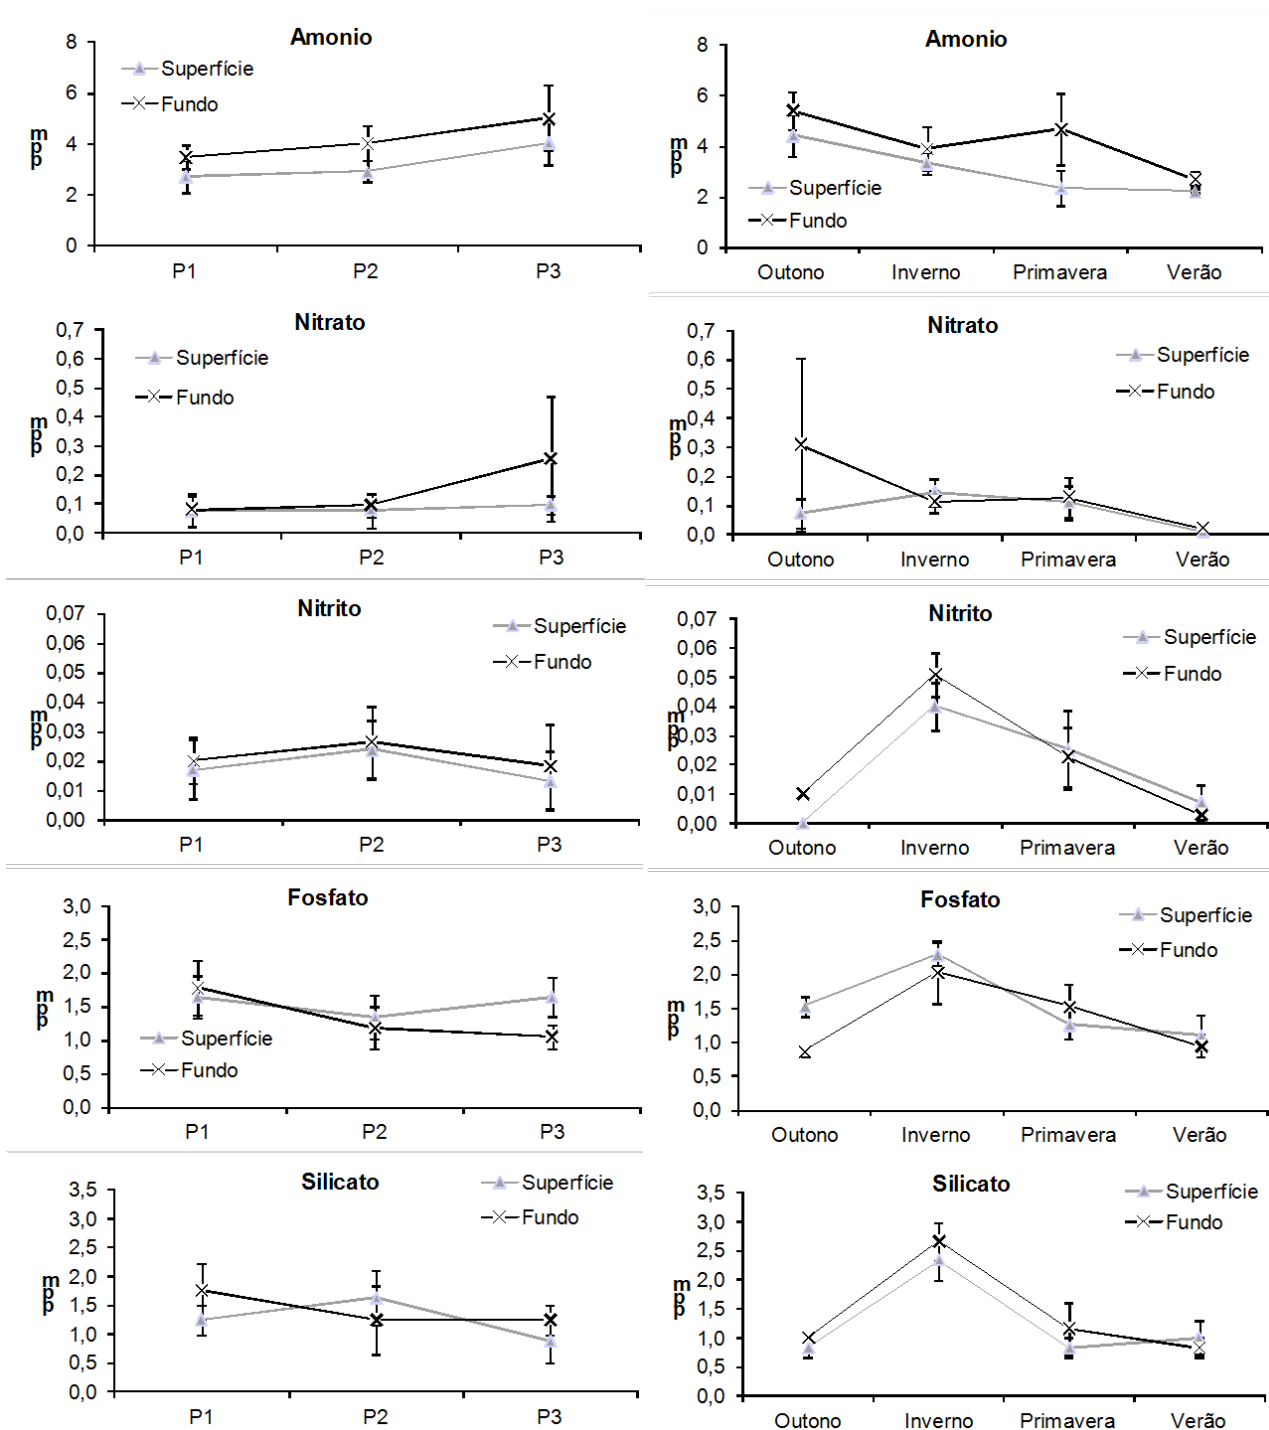 Amonio
8
6
4
2
0
mpp
Superfície
Fundo
P1
P2
P3
Amonio
8
6
4
2
0
mpp
Superfície
Fundo
Outono
Inverno
Primavera
Verão
Nitrato
0,7
0,6
0,5
0,4
0,3
0,2
0,1
0,0
mpp
Superfície
Fundo
P1
P2
P3
Nitrato
0,7
0,6
0,5
0,4
0,3
0,2
0,1
0,0
mpp
Superfície
Fundo
Outono
Inverno
Primavera
Verão
Nitrito
0,07
0,06
0,05
0,04
0,03
0,02
0,01
0,00
mpp
Superfície
Fundo
P1
P2
P3
Nitrito
0,07
0,06
0,05
0,04
0,03
0,02
0,01
0,00
mpp
Superfície
Fundo
Outono
Inverno
Primavera
Verão
Fosfato
3,0
2,5
2,0
1,5
1,0
0,5
0,0
mpp
Superfície
Fundo
P1
P2
P3
Fosfato
3,0
2,5
2,0
1,5
1,0
0,5
0,0
mpp
Superfície
Fundo
Outono
Inverno
Primavera
Verão
Silicato
3,5
3,0
2,5
2,0
1,5
1,0
0,5
0,0
mpp
Superfície
Fundo
P1
P2
P3
Silicato
3,5
3,0
2,5
2,0
1,5
1,0
0,5
0,0
mpp
Superfície
Fundo
Outono
Inverno
Primavera
Verão